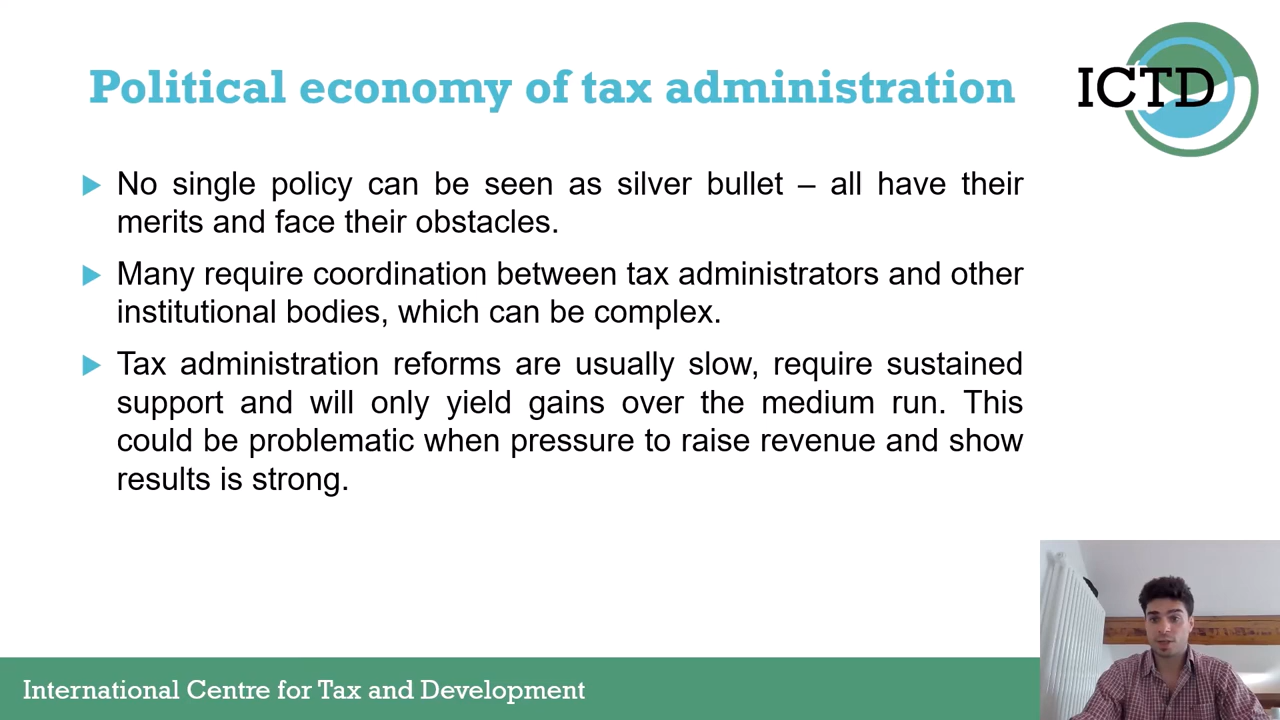 Political economy of tax administration
ICTD
No single policy can be seen as silver bullet – all have their
merits and face their obstacles.
Many require coordination between tax administrators and other
institutional bodies, which can be complex.
Tax administration reforms are usually slow, require sustained
support and will only yield gains over the medium run. This
could be problematic when pressure to raise revenue and show
results is strong.
International Centre for Tax and Development